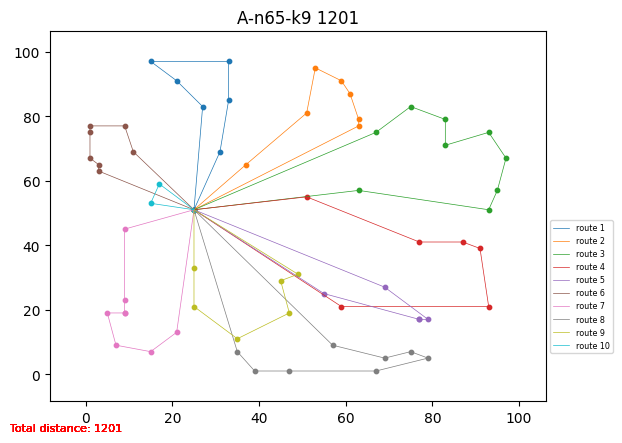 A-n65-k9 1201
100
80
60
40
20
0
0 20 40 60 80 100
route 1
route 2
route 3
route 4
route 5
route 6
route 7
route 8
route 9
route 10
Total distance: 1201